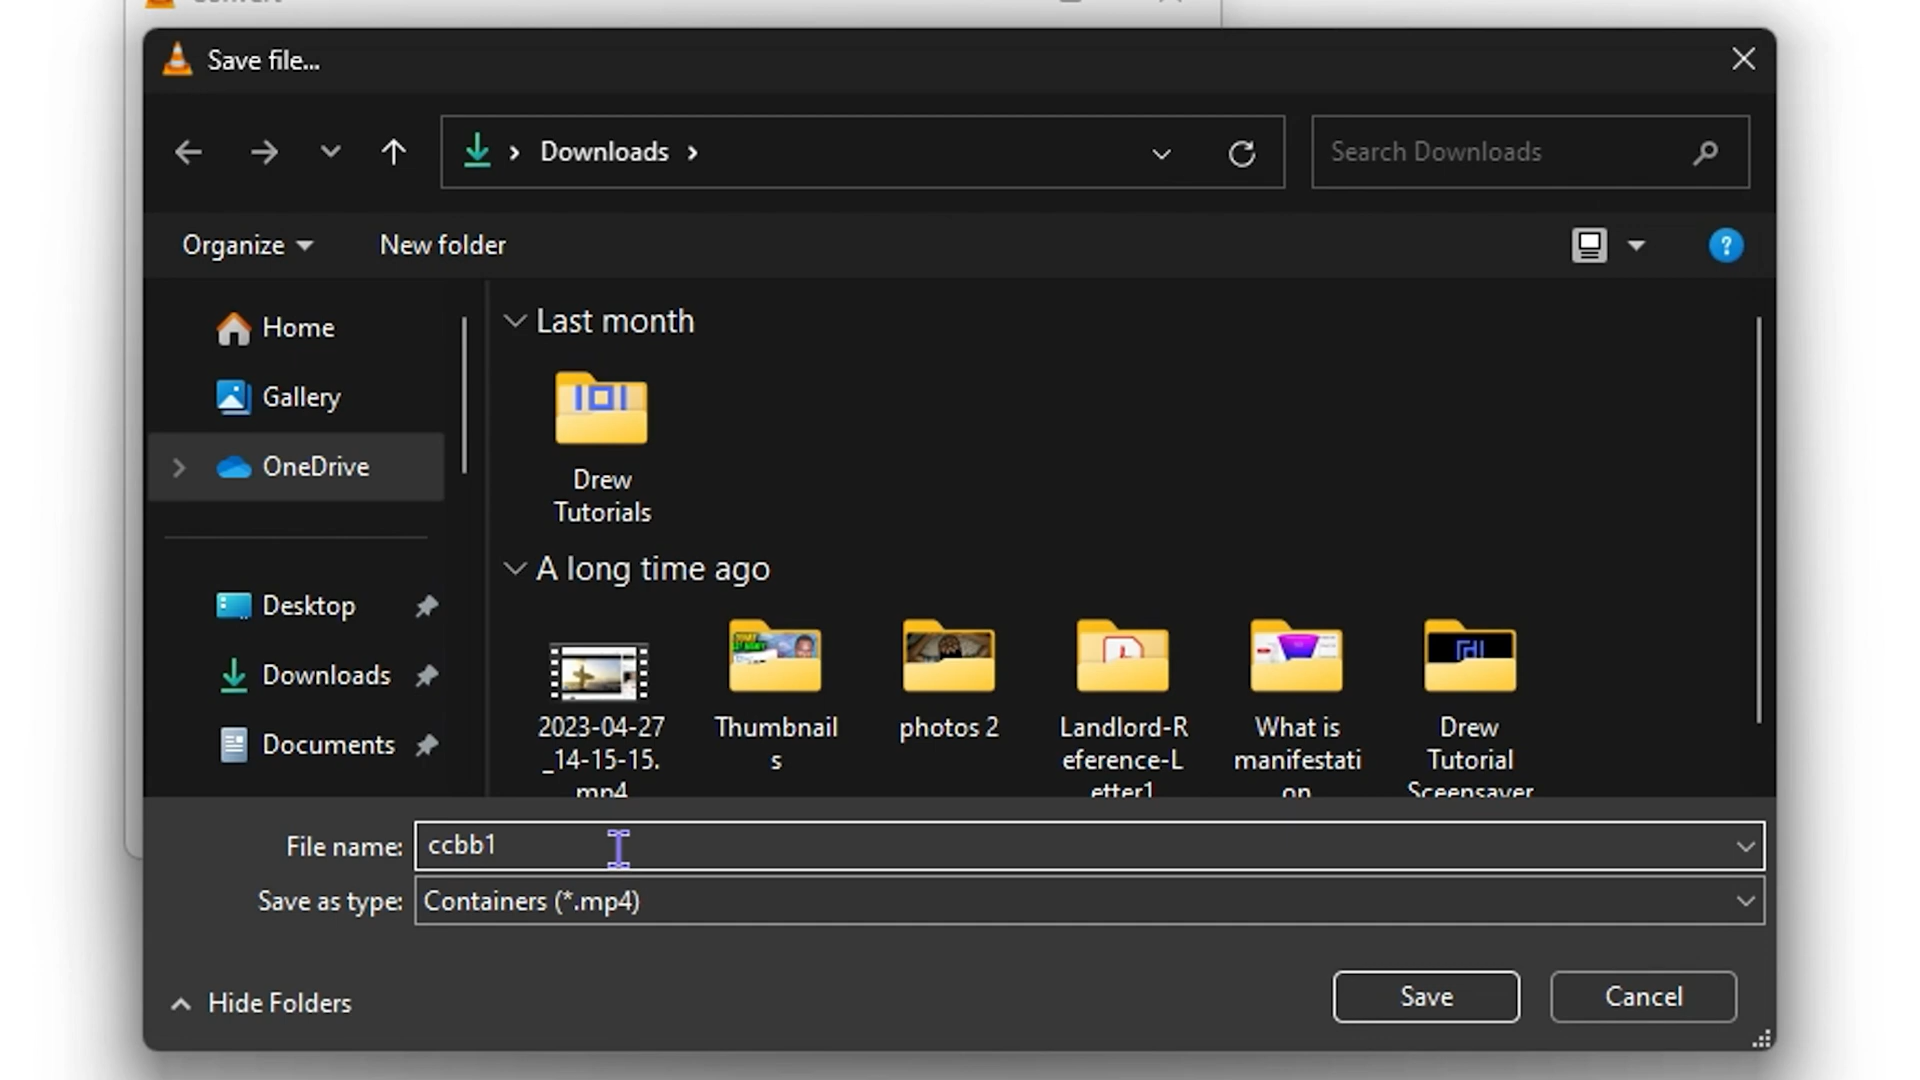 Save file...
Downloads
Search Downloads
Organize
New folder
Home
Gallery
OneDrive
Desktop
Downloads
Documents
Last month
Drew
Tutorials
A long time ago
2023-04-27
_14-15-15.
mp4
Thumbnail
s
photos 2
Landlord-R
eference-L
etter1
What is
manifestati
on
Drew
Tutorial
Sceensaver
File name:
ccbb1
Save as type:
Containers (*.mp4)
Hide Folders
Save
Cancel